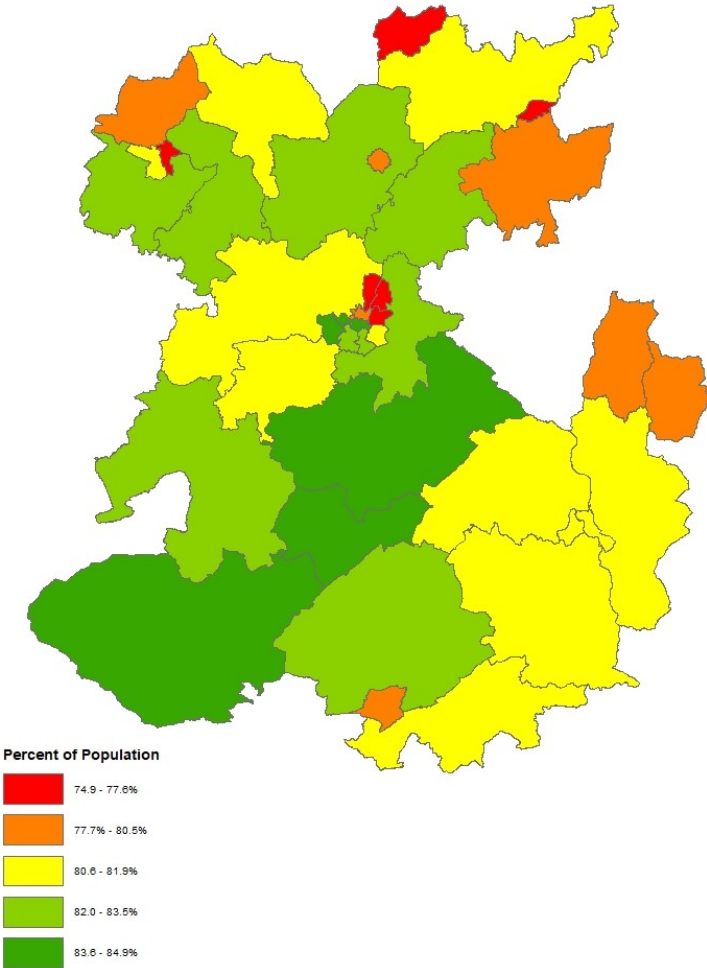 Percent of Population
74.9 - 77.6%
77.7% - 80.5%
80.6 - 81.9%
82.0 - 83.5%
83.6 - 84.9%